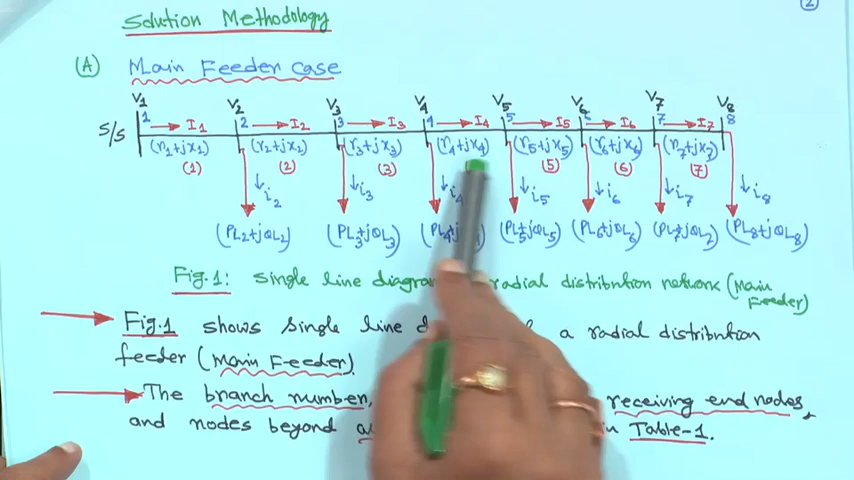 2
Solution Methodology
(A) Main Feeder case
V1 V2 V3 V4 V5 V6 V7 V8
S/S 1 I1 2 I2 3 I3 4 I4 5 I5 6 I6 7 I7 8
(r1+jx1) (r2+jx2) (r3+jx3) (r4+jx4) (r5+jx5) (r6+jx6) (r7+jx7)
(1) (2) (3) (5) (6) (7)
i2 i3 i4 i5 i6 i7 i8
(PL2+jQL2) (PL3+jQL3) (PL5+jQL5) (PL6+jQL6) (PL7+jQL7) (PL8+jQL8)
Fig.1: Single line radial distribution network (Main
Feeder)
Fig.1 shows single line a radial distribution
feeder (Main Feeder).
The branch number, receiving end nodes,
and nodes beyond in Table-1.